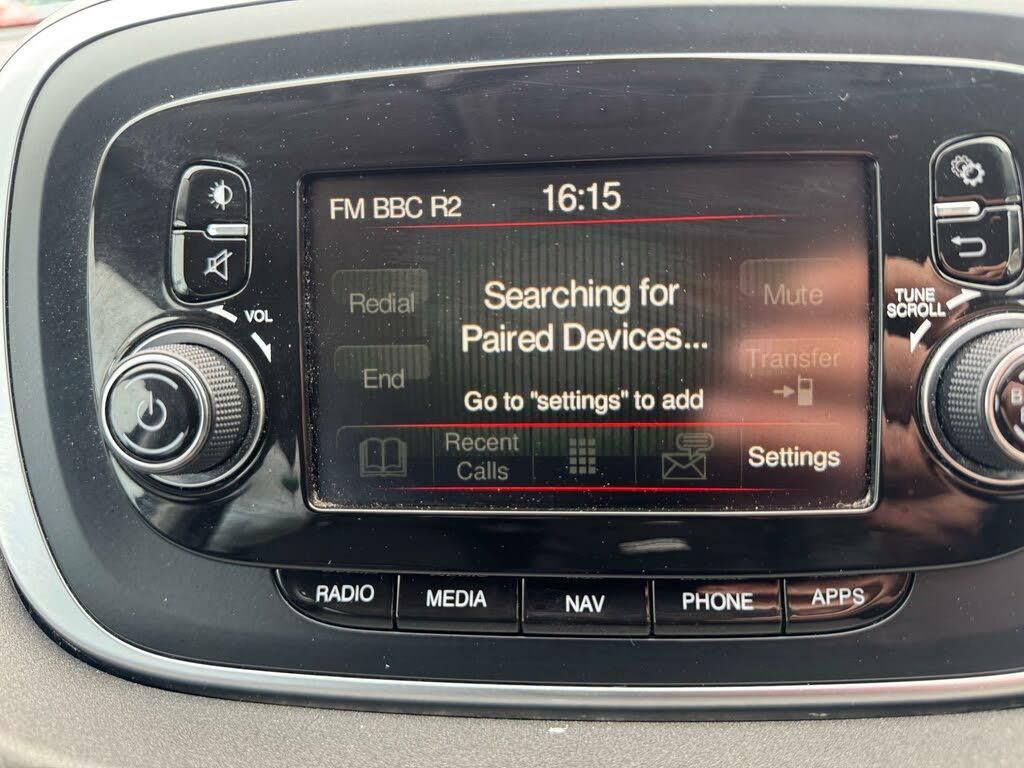 FM BBC R2
16:15
Redial
Searching for
Paired Devices...
Mute
End
Transfer
Go to "settings" to add
Recent
Calls
Settings
VOL
TUNE
SCROLL
RADIO
MEDIA
NAV
PHONE
APPS